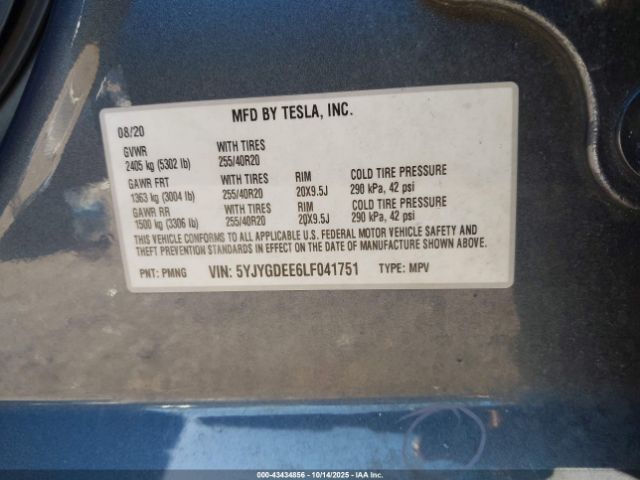 MFD BY TESLA, INC.
08/20
GVWR WITH TIRES
2405 kg (5302 lb) 255/40R20
GAWR FRT WITH TIRES RIM COLD TIRE PRESSURE
1363 kg (3004 lb) 255/40R20 20X9.5J 290 kPa, 42 psi
GAWR RR WITH TIRES RIM COLD TIRE PRESSURE
1500 kg (3306 lb) 255/40R20 20X9.5J 290 kPa, 42 psi
THIS VEHICLE CONFORMS TO ALL APPLICABLE U.S. FEDERAL MOTOR VEHICLE SAFETY AND
THEFT PREVENTION STANDARDS IN EFFECT ON THE DATE OF MANUFACTURE SHOWN ABOVE.
PNT: PMNG VIN: 5YJYGDEE6LF041751 TYPE: MPV
000-43434856 10/14/2025 IAA